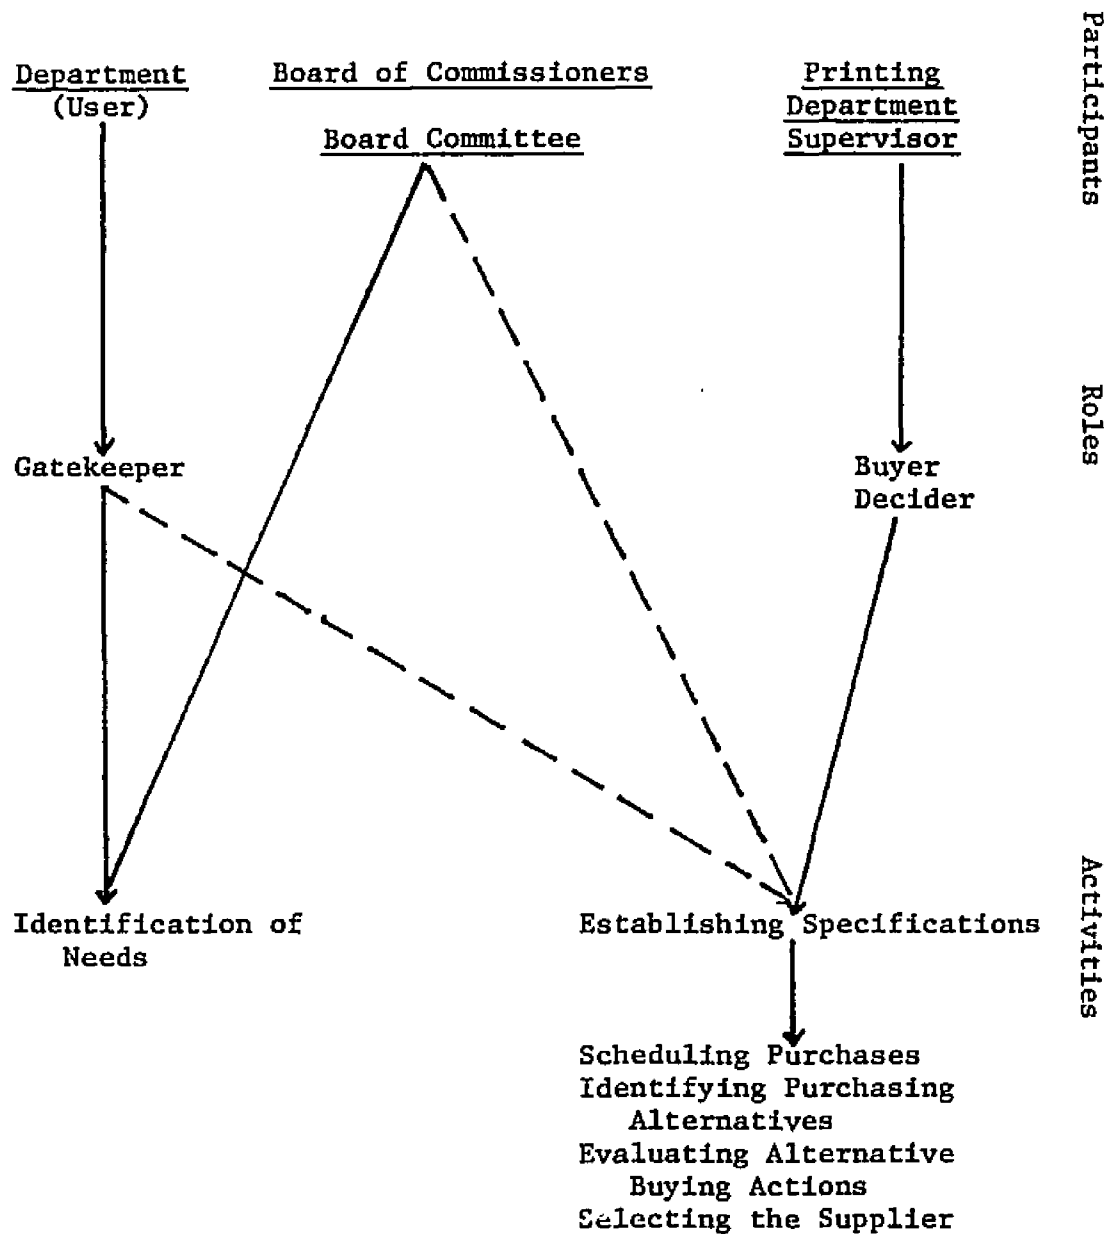 Participants
Department
(User)
Board of Commissioners
Board Committee
Printing
Department
Supervisor
Roles
Gatekeeper
Buyer
Decider
Activities
Identification of
Needs
Establishing Specifications
Scheduling Purchases
Identifying Purchasing
Alternatives
Evaluating Alternative
Buying Actions
Selecting the Supplier